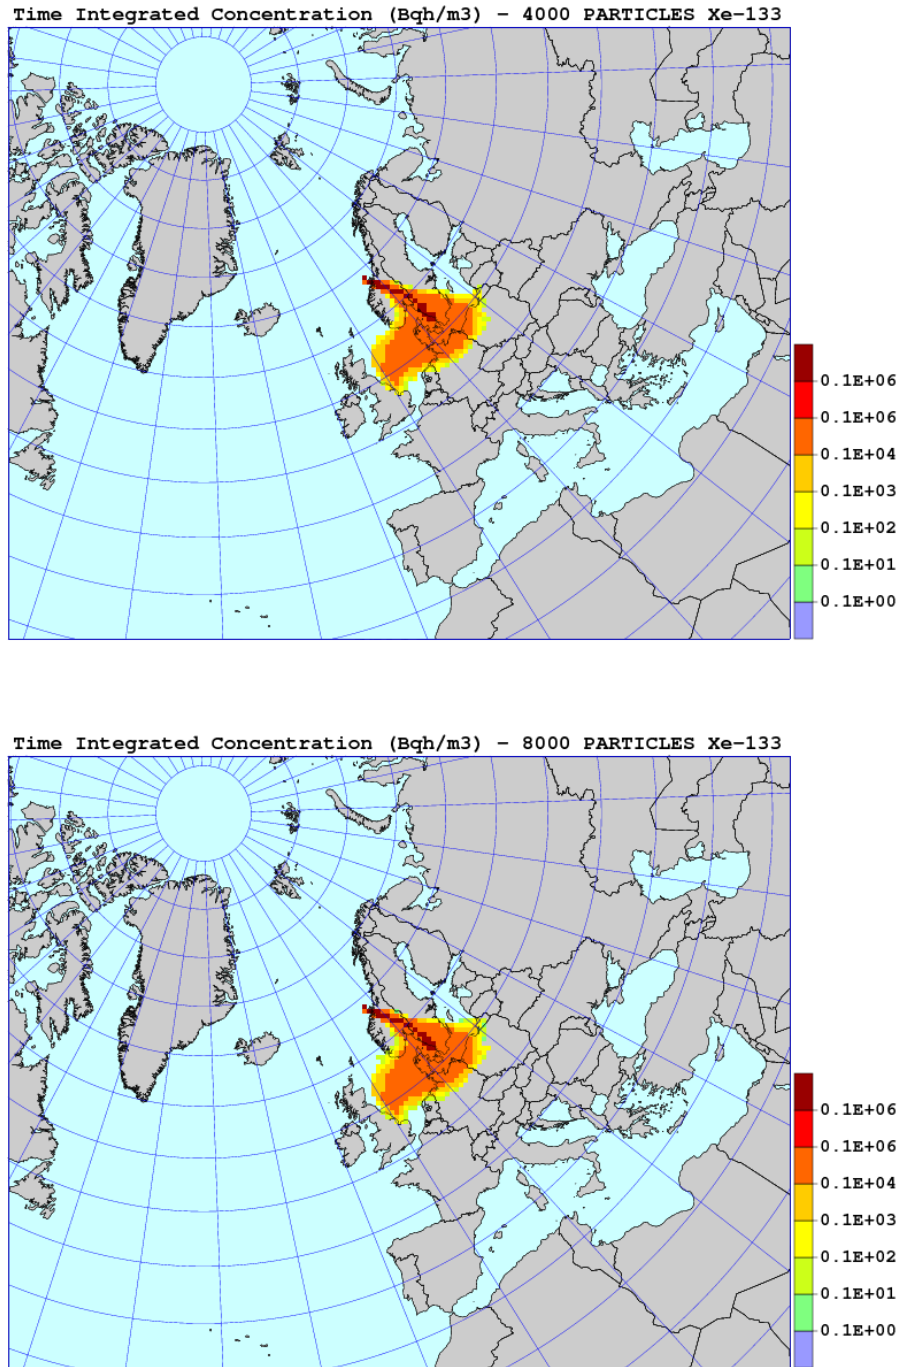 Time Integrated Concentration (Bqh/m3) – 4000 PARTICLES Xe–133
0.1E+06
0.1E+06
0.1E+04
0.1E+03
0.1E+02
0.1E+01
0.1E+00
Time Integrated Concentration (Bqh/m3) – 8000 PARTICLES Xe–133
0.1E+06
0.1E+06
0.1E+04
0.1E+03
0.1E+02
0.1E+01
0.1E+00